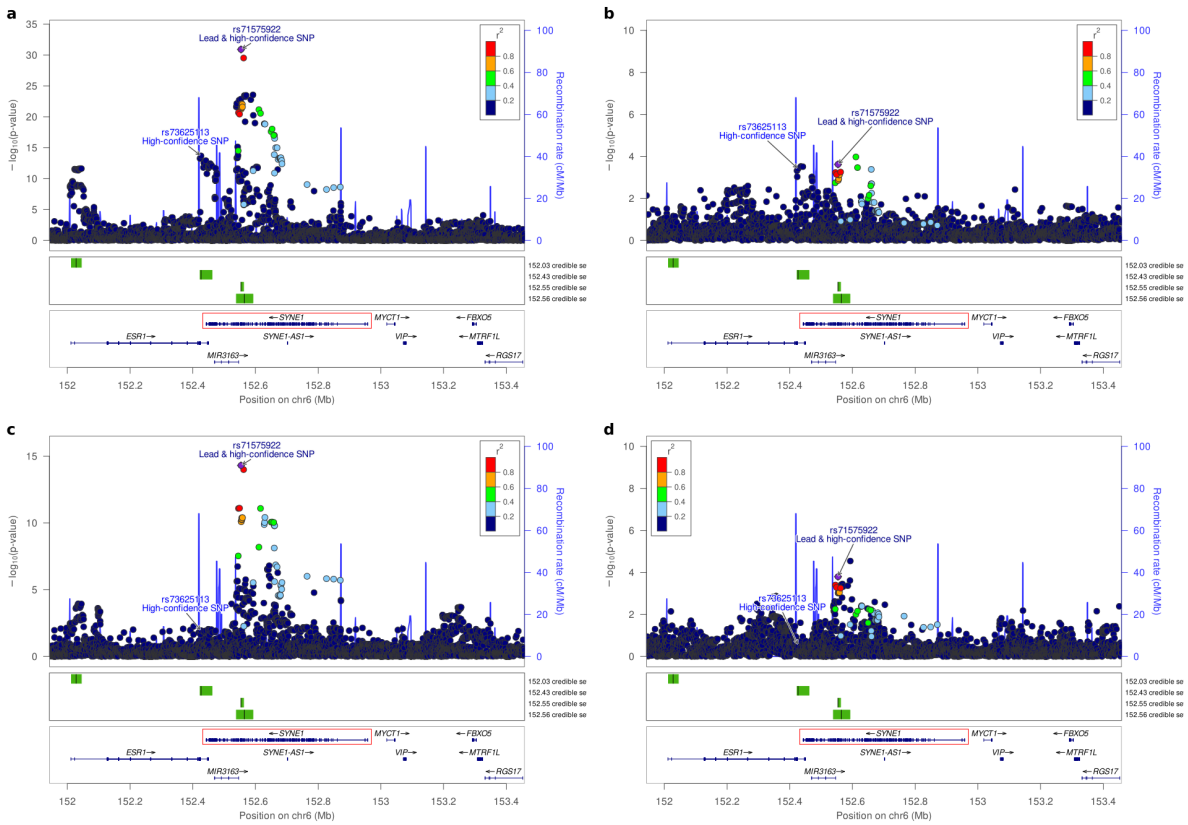 a
rs71575922
Lead & high-confidence SNP
rs73625113
High-confidence SNP
r2
0.8
0.6
0.4
0.2
35
30
25
20
15
10
5
0
− log10(p-value)
100
80
60
40
20
0
Recombination rate (cM/Mb)
152.03 credible se
152.43 credible se
152.55 credible se
152.56 credible se
←SYNE1
MYCT1→
←FBXO5
ESR1→
SYNE1-AS1→
VIP→
←MTRF1L
MIR3163→
←RGS17
152
152.2
152.4
152.6
152.8
153
153.2
153.4
Position on chr6 (Mb)
b
rs71575922
Lead & high-confidence SNP
rs73625113
High-confidence SNP
r2
0.8
0.6
0.4
0.2
10
8
6
4
2
0
− log10(p-value)
100
80
60
40
20
0
Recombination rate (cM/Mb)
152.03 credible se
152.43 credible se
152.55 credible se
152.56 credible se
←SYNE1
MYCT1→
←FBXO5
ESR1→
SYNE1-AS1→
VIP→
←MTRF1L
MIR3163→
←RGS17
152
152.2
152.4
152.6
152.8
153
153.2
153.4
Position on chr6 (Mb)
c
rs71575922
Lead & high-confidence SNP
rs73625113
High-confidence SNP
r2
0.8
0.6
0.4
0.2
15
10
5
0
− log10(p-value)
100
80
60
40
20
0
Recombination rate (cM/Mb)
152.03 credible se
152.43 credible se
152.55 credible se
152.56 credible se
←SYNE1
MYCT1→
←FBXO5
ESR1→
SYNE1-AS1→
VIP→
←MTRF1L
MIR3163→
←RGS17
152
152.2
152.4
152.6
152.8
153
153.2
153.4
Position on chr6 (Mb)
d
r2
0.8
0.6
0.4
0.2
rs71575922
Lead & high-confidence SNP
rs73625113
High-confidence SNP
10
8
6
4
2
0
− log10(p-value)
100
80
60
40
20
0
Recombination rate (cM/Mb)
152.03 credible se
152.43 credible se
152.55 credible se
152.56 credible se
←SYNE1
MYCT1→
←FBXO5
ESR1→
SYNE1-AS1→
VIP→
←MTRF1L
MIR3163→
←RGS17
152
152.2
152.4
152.6
152.8
153
153.2
153.4
Position on chr6 (Mb)